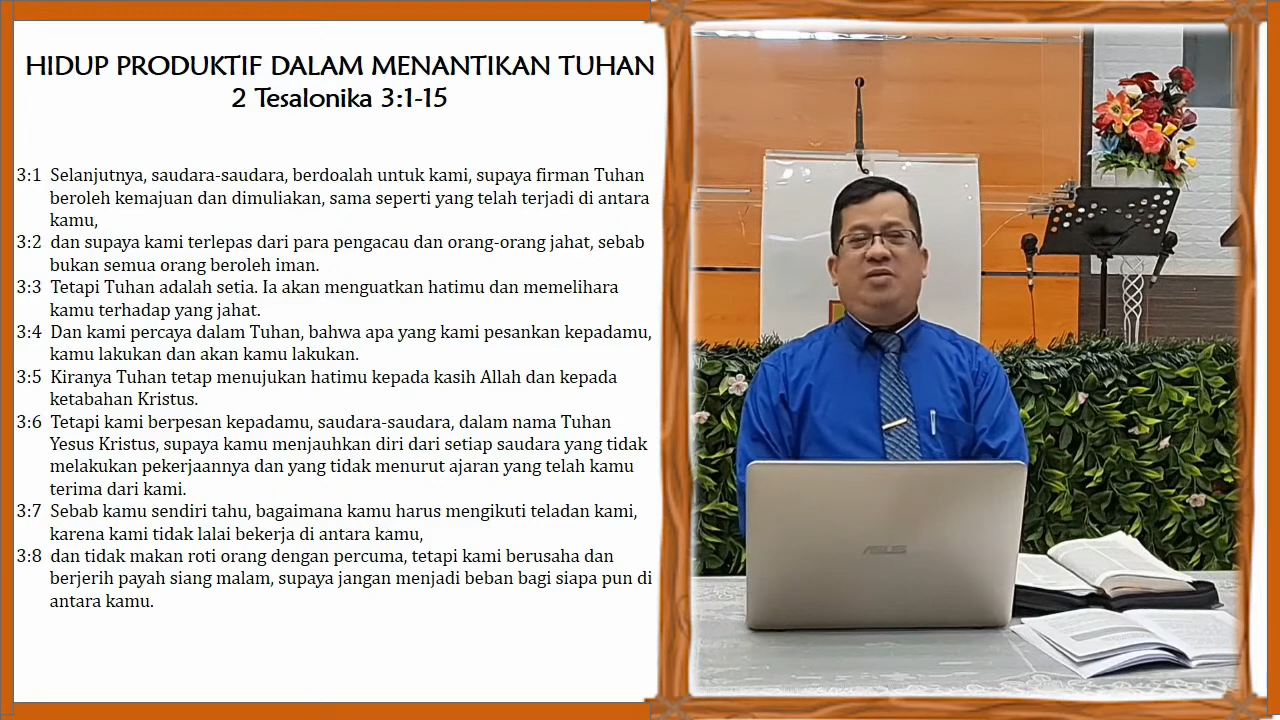 HIDUP PRODUKTIF DALAM MENANTIKAN TUHAN
2 Tesalonika 3:1-15
3:1 Selanjutnya, saudara-saudara, berdoalah untuk kami, supaya firman Tuhan
beroleh kemajuan dan dimuliakan, sama seperti yang telah terjadi di antara
kamu,
3:2 dan supaya kami terlepas dari para pengacau dan orang-orang jahat, sebab
bukan semua orang beroleh iman.
3:3 Tetapi Tuhan adalah setia. Ia akan menguatkan hatimu dan memelihara
kamu terhadap yang jahat.
3:4 Dan kami percaya dalam Tuhan, bahwa apa yang kami pesankan kepadamu,
kamu lakukan dan akan kamu lakukan.
3:5 Kiranya Tuhan tetap menujukan hatimu kepada kasih Allah dan kepada
ketabahan Kristus.
3:6 Tetapi kami berpesan kepadamu, saudara-saudara, dalam nama Tuhan
Yesus Kristus, supaya kamu menjauhkan diri dari setiap saudara yang tidak
melakukan pekerjaannya dan yang tidak menurut ajaran yang telah kamu
terima dari kami.
3:7 Sebab kamu sendiri tahu, bagaimana kamu harus mengikuti teladan kami,
karena kami tidak lalai bekerja di antara kamu,
3:8 dan tidak makan roti orang dengan percuma, tetapi kami berusaha dan
berjerih payah siang malam, supaya jangan menjadi beban bagi siapa pun di
antara kamu.
ASUS